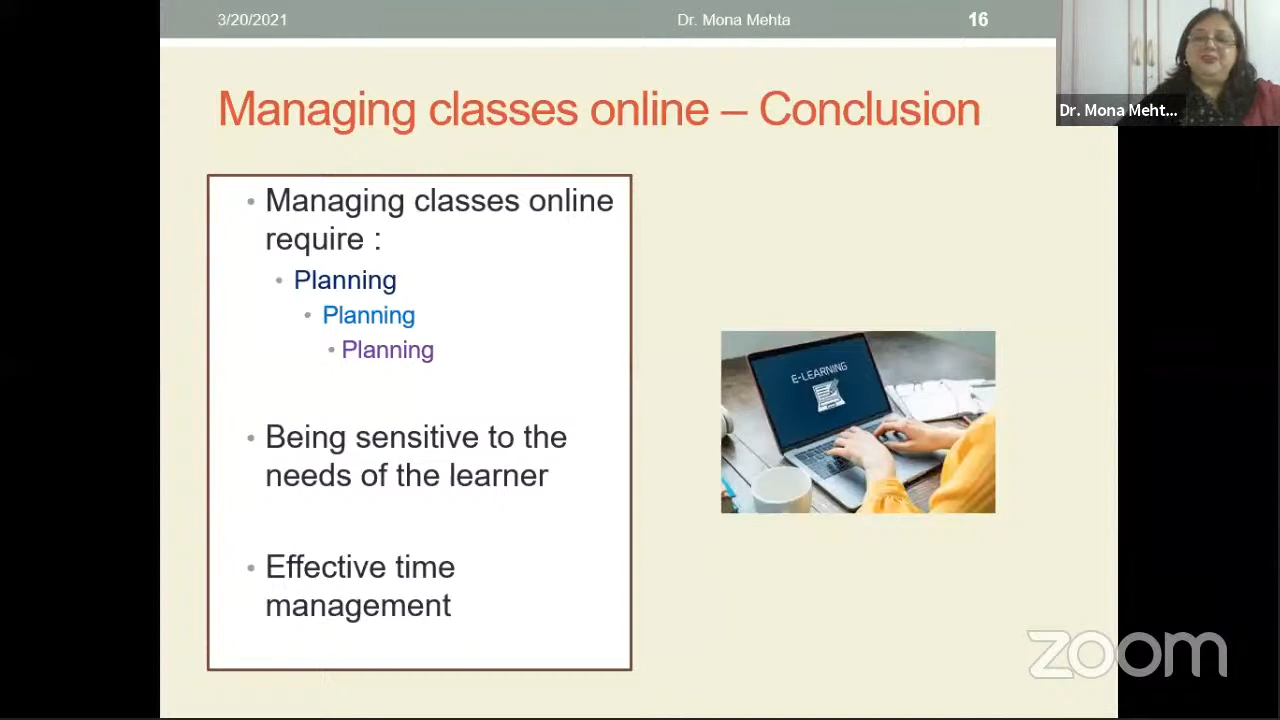 3/20/2021
Dr. Mona Mehta
16
Managing classes online – Conclusion
Dr. Mona Meht...
• Managing classes online
require :
• Planning
• Planning
• Planning
• Being sensitive to the
needs of the learner
• Effective time
management
E-LEARNING
zoom